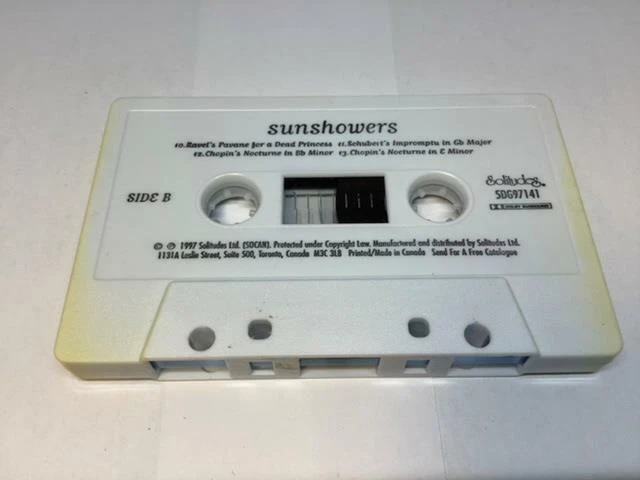 sunshowers
10.Ravel's Pavane for a Dead Princess 11.Schubert's Impromptu in Gb Major
12.Chopin's Nocturne in Bb Minor 13.Chopin's Nocturne in E Minor
SIDE B
Solitudes
SDG97141
DOLBY SURROUND
© ℗ 1997 Solitudes Ltd. (SOCAN). Protected under Copyright Law. Manufactured and distributed by Solitudes Ltd.
1131A Leslie Street, Suite 500, Toronto, Canada M3C 3L8 Printed/Made in Canada Send For A Free Catalogue